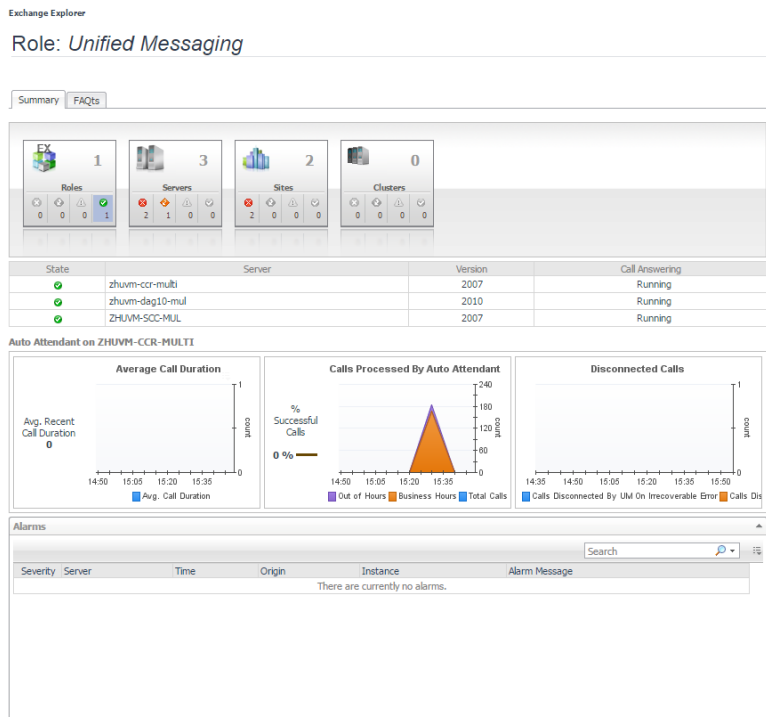 Exchange Explorer
Role: Unified Messaging
Summary FAQts
EX
1 3 2 0
Roles Servers Sites Clusters
0 0 0 1 2 1 0 0 2 0 0 0 0 0 0 0
State Server Version Call Answering
zhuvm-ccr-multi 2007 Running
zhuvm-dag10-mul 2010 Running
ZHUVM-SCC-MUL 2007 Running
Auto Attendant on ZHUVM-CCR-MULTI
Average Call Duration
Avg. Recent
Call Duration
0
1
0
count
14:50 15:05 15:20 15:35
Avg. Call Duration
Calls Processed By Auto Attendant
%
Successful
Calls
0 %
240
180
120
60
0
count
14:50 15:05 15:20 15:35
Out of Hours Business Hours Total Calls
Disconnected Calls
1
0
count
14:35 14:50 15:05 15:20 15:35 15:50
Calls Disconnected By UM On Irrecoverable Error Calls Dis
Alarms
Search
Severity Server Time Origin Instance Alarm Message
There are currently no alarms.